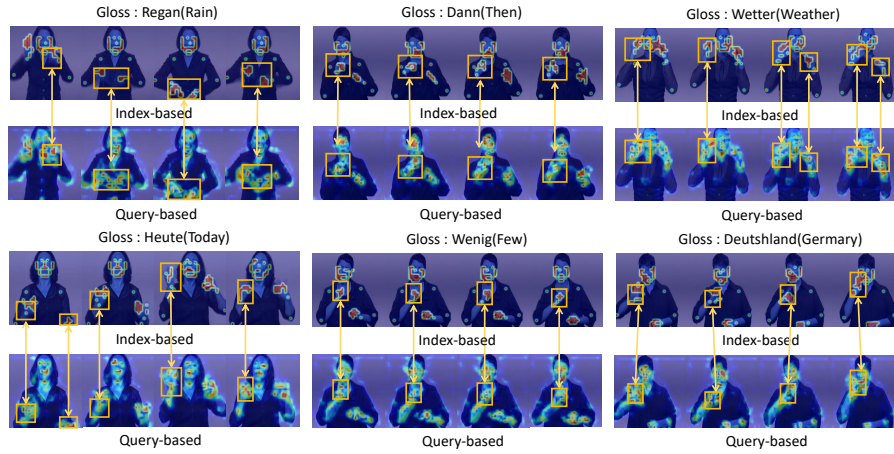 Gloss : Regan(Rain)
Index-based
Query-based
Gloss : Dann(Then)
Index-based
Query-based
Gloss : Wetter(Weather)
Index-based
Query-based
Gloss : Heute(Today)
Index-based
Query-based
Gloss : Wenig(Few)
Index-based
Query-based
Gloss : Deutshland(Germany)
Index-based
Query-based